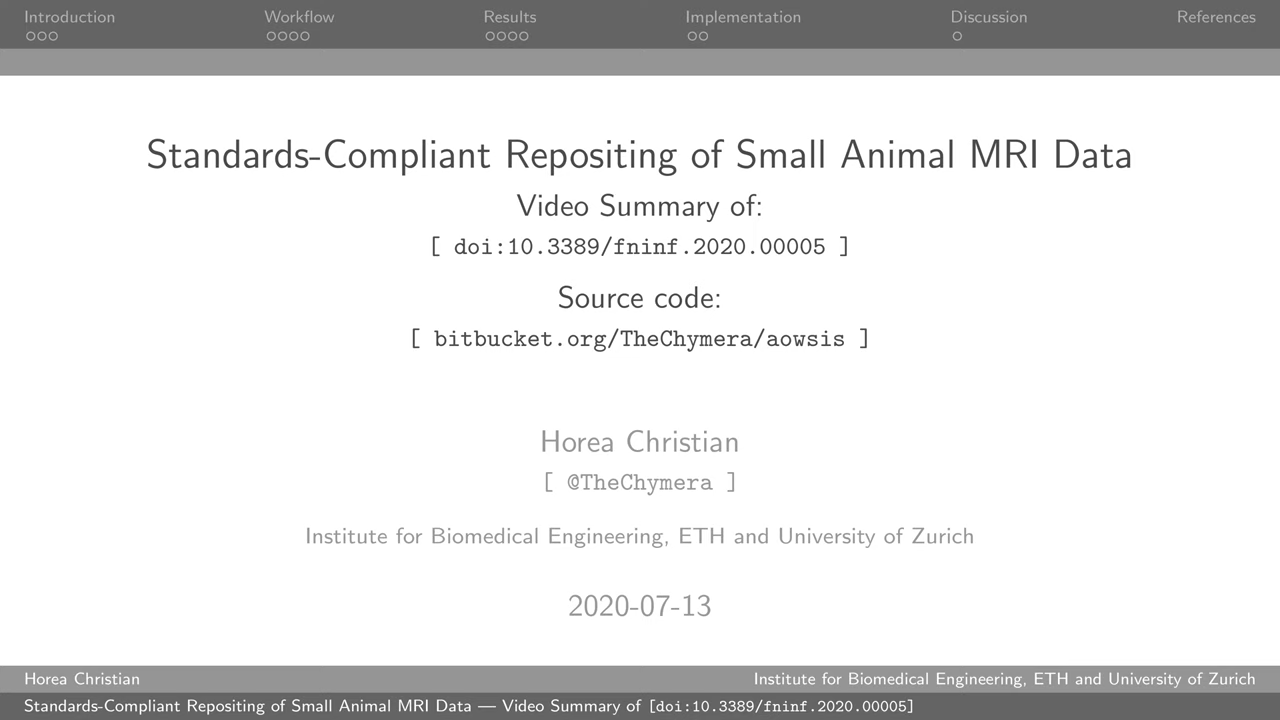 Introduction Workflow Results Implementation Discussion References
Standards-Compliant Repositing of Small Animal MRI Data
Video Summary of:
[ doi:10.3389/fninf.2020.00005 ]
Source code:
[ bitbucket.org/TheChymera/aowsis ]
Horea Christian
[ @TheChymera ]
Institute for Biomedical Engineering, ETH and University of Zurich
2020-07-13
Horea Christian Institute for Biomedical Engineering, ETH and University of Zurich
Standards-Compliant Repositing of Small Animal MRI Data — Video Summary of [doi:10.3389/fninf.2020.00005]